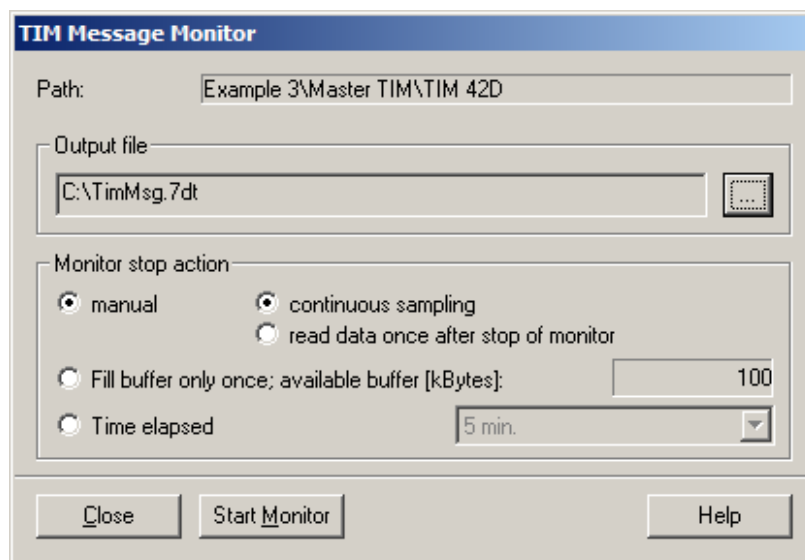 TIM Message Monitor
Path: Example 3\Master TIM\TIM 42D
Output file
C:\TimMsg.7dt ...
Monitor stop action
manual continuous sampling
read data once after stop of monitor
Fill buffer only once; available buffer [kBytes]: 100
Time elapsed 5 min.
Close Start Monitor Help